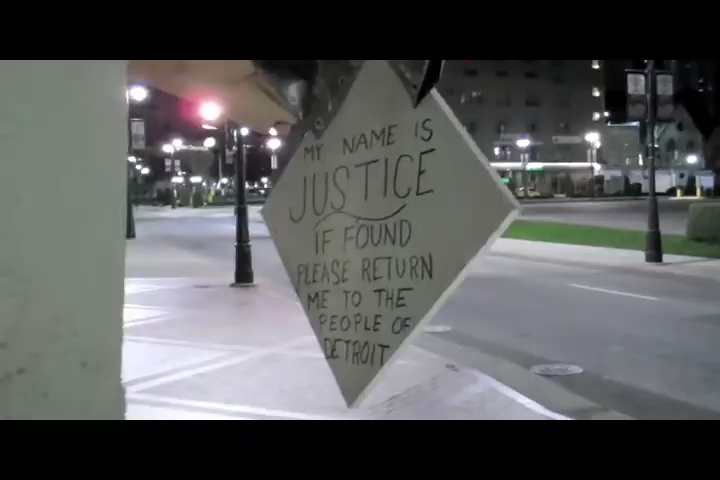 MY NAME IS
JUSTICE
IF FOUND
PLEASE RETURN
ME TO THE
PEOPLE OF
DETROIT